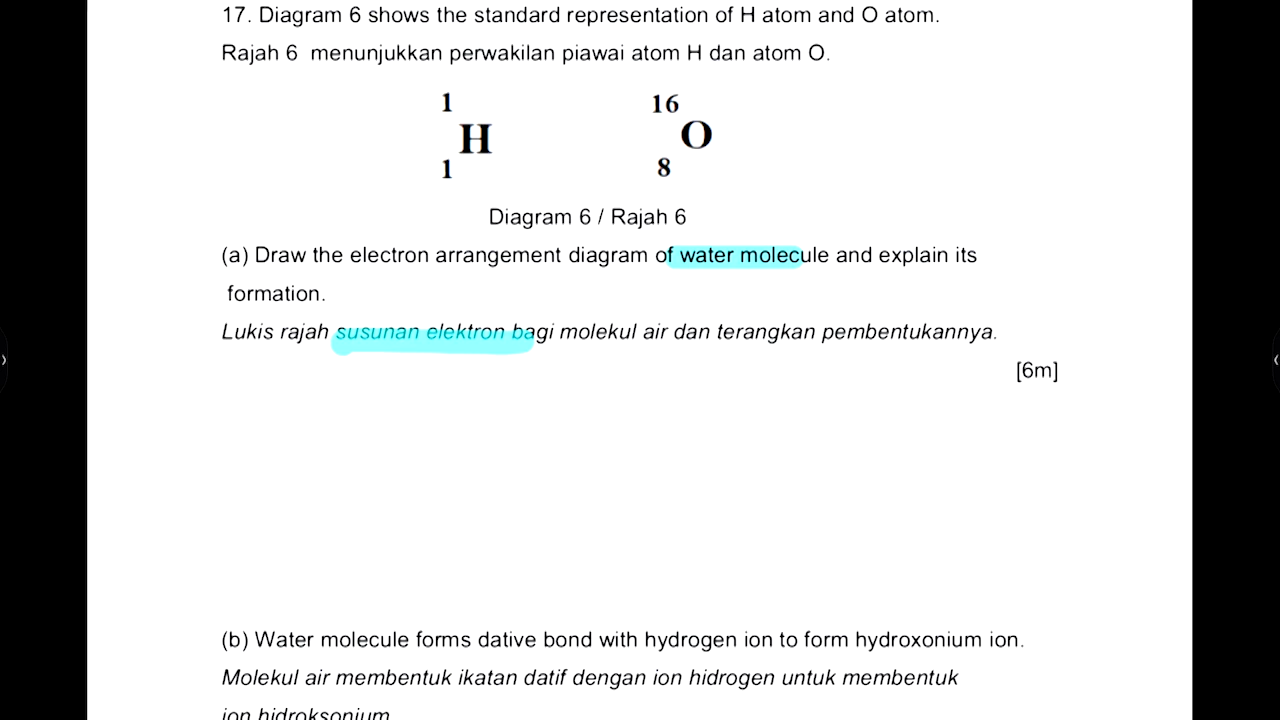 17. Diagram 6 shows the standard representation of H atom and O atom.
Rajah 6 menunjukkan perwakilan piawai atom H dan atom O.
1 16
H O
1 8
Diagram 6 / Rajah 6
(a) Draw the electron arrangement diagram of water molecule and explain its
formation.
Lukis rajah susunan elektron bagi molekul air dan terangkan pembentukannya.
[6m]
(b) Water molecule forms dative bond with hydrogen ion to form hydroxonium ion.
Molekul air membentuk ikatan datif dengan ion hidrogen untuk membentuk
ion hidroksonium